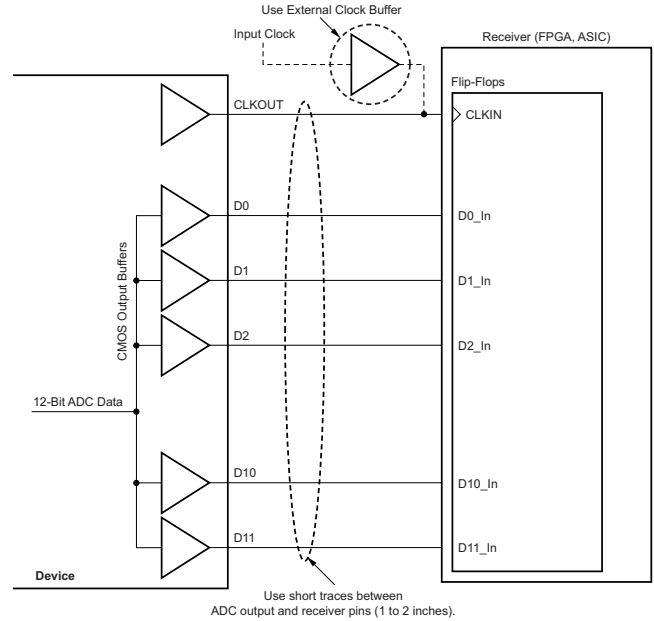 Use External Clock Buffer
Input Clock
Receiver (FPGA, ASIC)
Flip-Flops
CLKOUT
CLKIN
D0
D0_In
CMOS Output Buffers
D1
D1_In
D2
D2_In
12-Bit ADC Data
D10
D10_In
D11
D11_In
Device
Use short traces between
ADC output and receiver pins (1 to 2 inches).